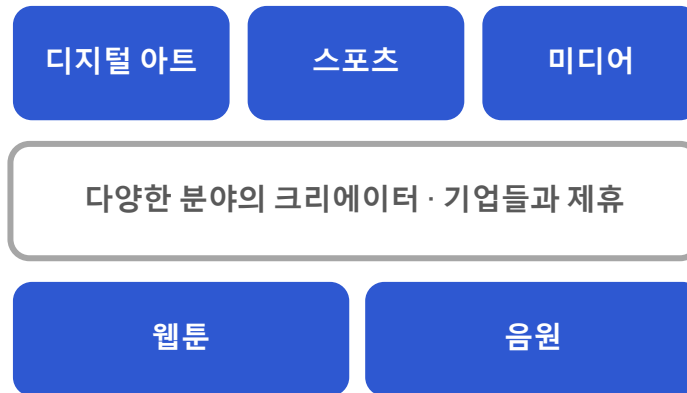 디지털 아트
스포츠
미디어
다양한 분야의 크리에이터 · 기업들과 제휴
웹툰
음원